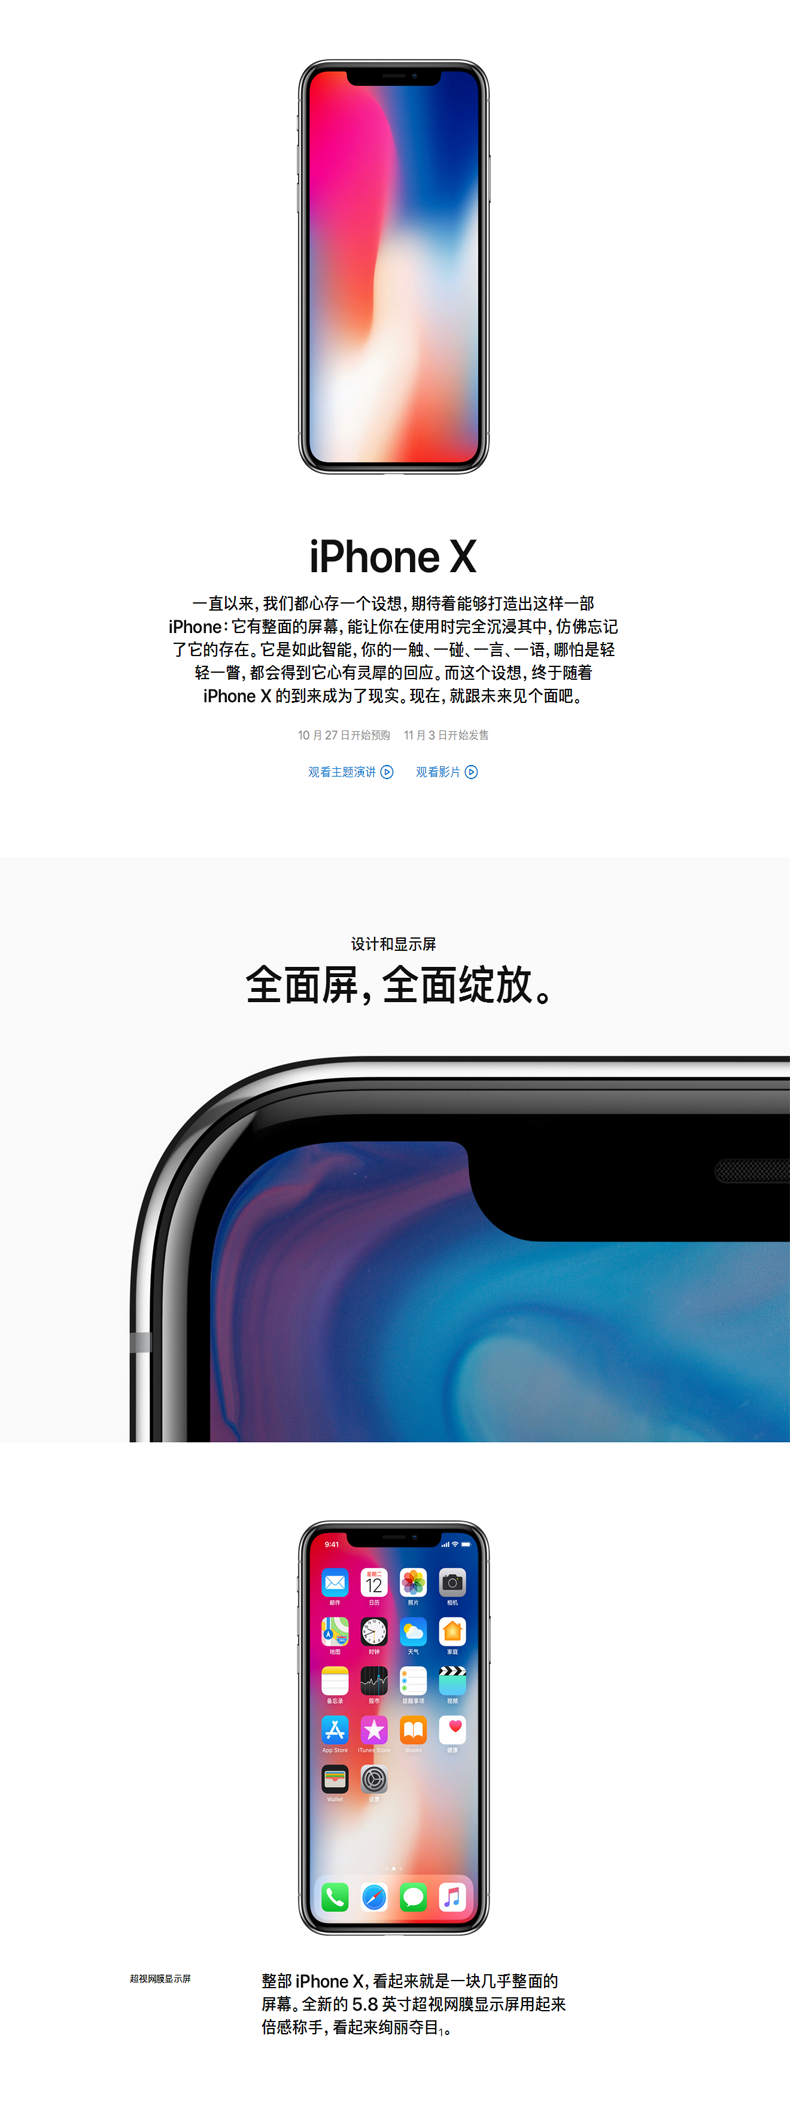 iPhone X
一直以来，我们都心存一个设想，期待着能够打造出这样一部
iPhone：它有整面的屏幕，能让你在使用时完全沉浸其中，仿佛忘记
了它的存在。它是如此智能，你的一触、一碰、一言、一语，哪怕是轻
轻一瞥，都会得到它心有灵犀的回应。而这个设想，终于随着
iPhone X 的到来成为了现实。现在，就跟未来见个面吧。
10 月 27 日开始预购 11 月 3 日开始发售
观看主题演讲 观看影片
设计和显示屏
全面屏，全面绽放。
9:41
星期二
12
邮件 日历 照片 相机
地图 时钟 天气 家庭
备忘录 股市 提醒事项 视频
App Store iTunes Store iBooks 健康
Wallet 设置
超视网膜显示屏
整部 iPhone X，看起来就是一块几乎整面的
屏幕。全新的 5.8 英寸超视网膜显示屏用起来
倍感称手，看起来绚丽夺目1。